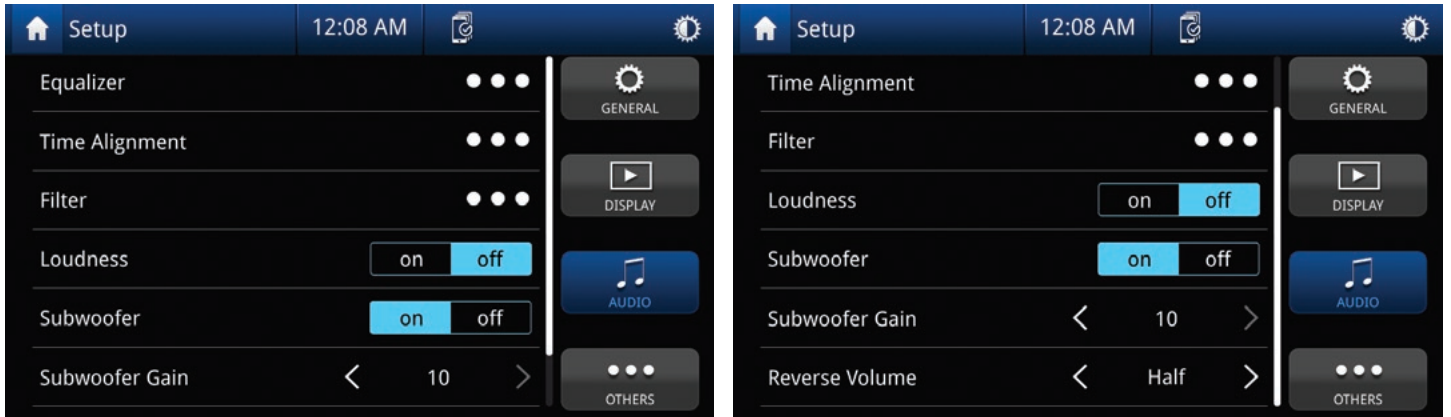 Setup 12:08 AM
Equalizer
Time Alignment
Filter
Loudness on off
Subwoofer on off
Subwoofer Gain 10
GENERAL
DISPLAY
AUDIO
OTHERS
Setup 12:08 AM
Time Alignment
Filter
Loudness on off
Subwoofer on off
Subwoofer Gain 10
Reverse Volume Half
GENERAL
DISPLAY
AUDIO
OTHERS